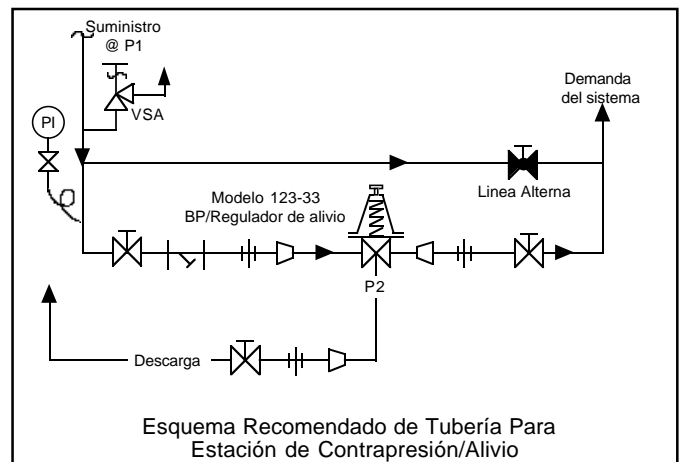 Suministro
@ P1
VSA
PI
Demanda
del sistema
Linea Alterna
Modelo 123-33
BP/Regulador de alivio
P2
Descarga
Esquema Recomendado de Tubería Para
Estación de Contrapresión/Alivio